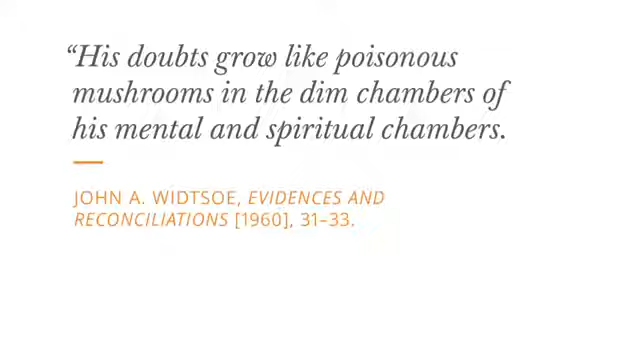 “His doubts grow like poisonous
mushrooms in the dim chambers of
his mental and spiritual chambers.
JOHN A. WIDTSOE, EVIDENCES AND
RECONCILIATIONS [1960], 31–33.